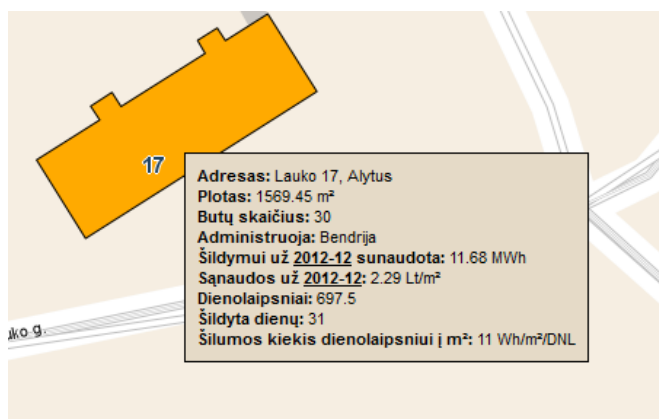 17
Adresas: Lauko 17, Alytus
Plotas: 1569.45 m²
Butų skaičius: 30
Administruoja: Bendrija
Šildymui už 2012-12 sunaudota: 11.68 MWh
Sąnaudos už 2012-12: 2.29 Lt/m²
Dienolaipsniai: 697.5
Šildyta dienų: 31
Šilumos kiekis dienolaipsniui į m²: 11 Wh/m²/DNL
uko g.